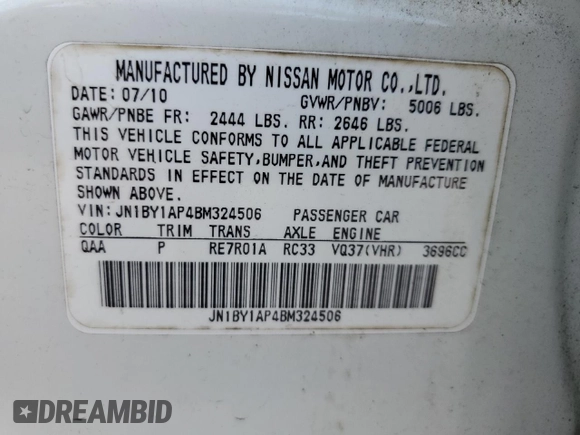 MANUFACTURED BY NISSAN MOTOR CO.,LTD.
DATE: 07/10 GVWR/PNBV: 5006 LBS.
GAWR/PNBE FR: 2444 LBS. RR: 2646 LBS.
THIS VEHICLE CONFORMS TO ALL APPLICABLE FEDERAL
MOTOR VEHICLE SAFETY,BUMPER,AND THEFT PREVENTION
STANDARDS IN EFFECT ON THE DATE OF MANUFACTURE
SHOWN ABOVE.
VIN:JN1BY1AP4BM324506 PASSENGER CAR
COLOR TRIM TRANS AXLE ENGINE
QAA P RE7R01A RC33 VQ37(VHR) 3696CC
JN1BY1AP4BM324506
DREAMBID